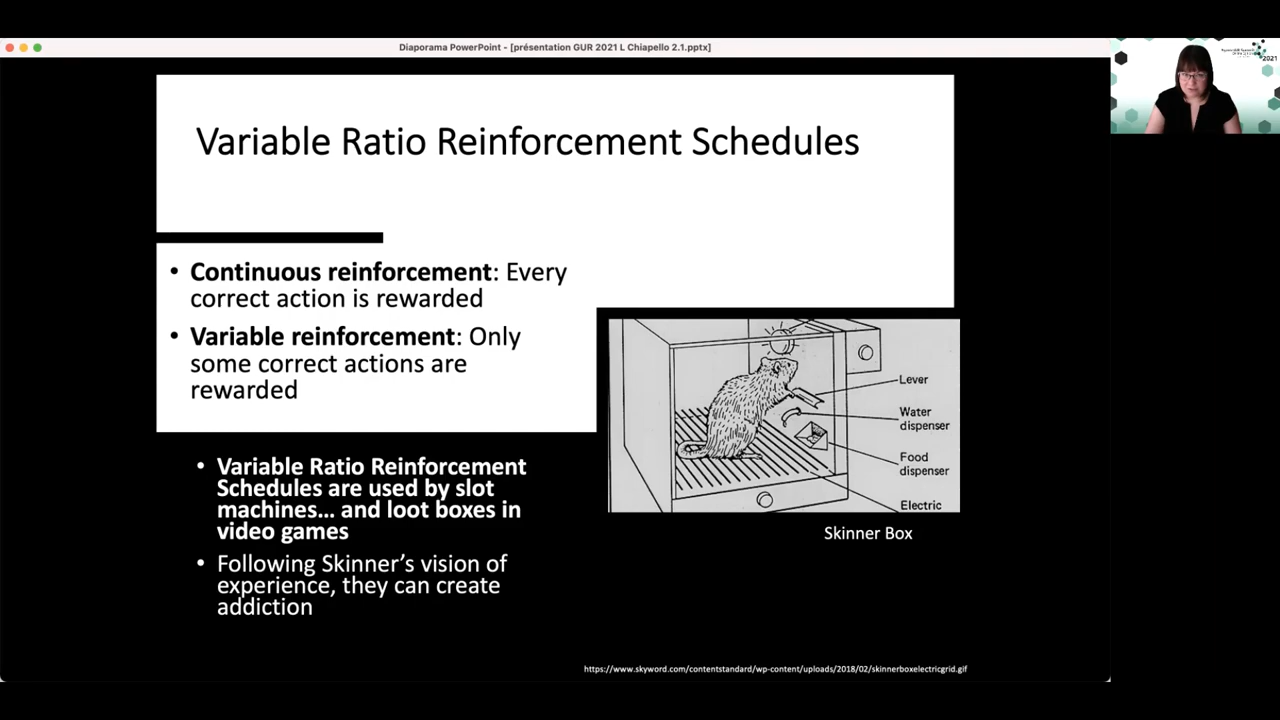 Diaporama PowerPoint - [présentation GUR 2021 L Chiapello 2.1.pptx]
2021
Variable Ratio Reinforcement Schedules
• Continuous reinforcement: Every
correct action is rewarded
• Variable reinforcement: Only
some correct actions are
rewarded
• Variable Ratio Reinforcement
Schedules are used by slot
machines… and loot boxes in
video games
• Following Skinner’s vision of
experience, they can create
addiction
Lever
Water
dispenser
Food
dispenser
Electric
Skinner Box
https://www.skyword.com/contentstandard/wp-content/uploads/2018/02/skinnerboxelectricgrid.gif